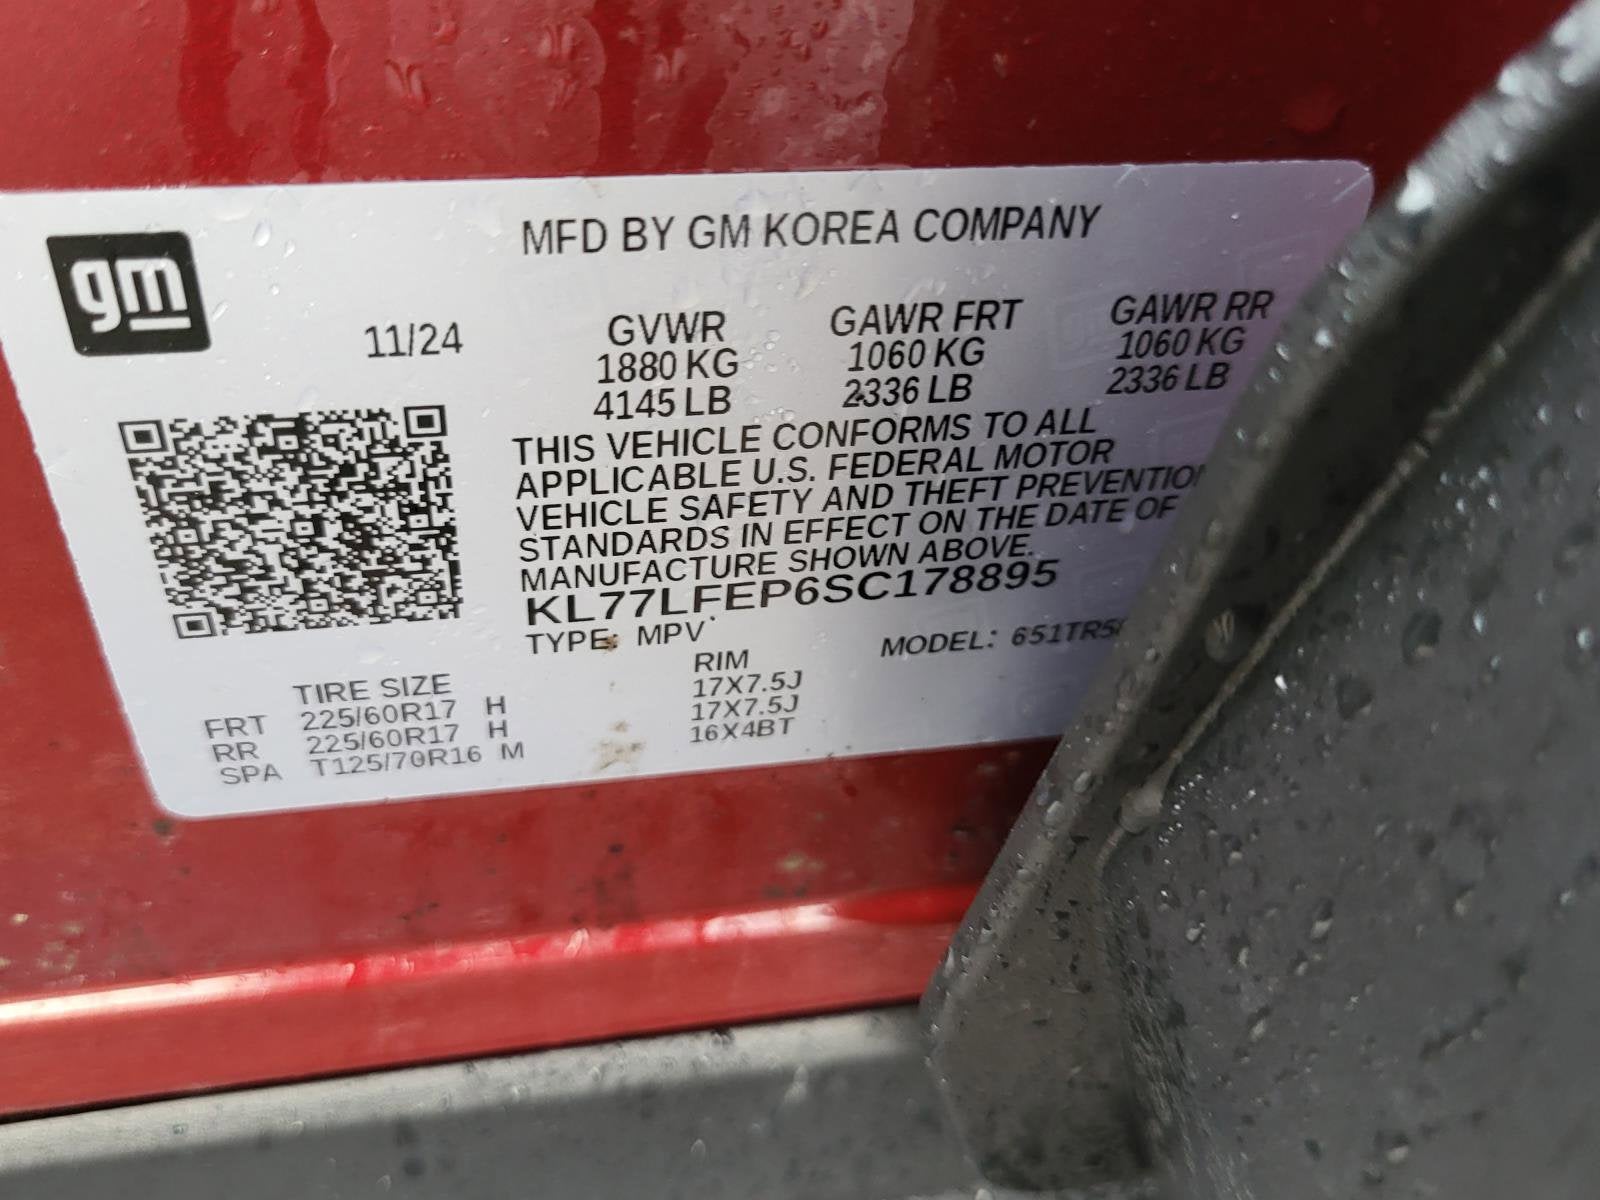 gm
MFD BY GM KOREA COMPANY
11/24
GVWR GAWR FRT GAWR RR
1880 KG 1060 KG 1060 KG
4145 LB 2336 LB 2336 LB
THIS VEHICLE CONFORMS TO ALL
APPLICABLE U.S. FEDERAL MOTOR
VEHICLE SAFETY AND THEFT PREVENTION
STANDARDS IN EFFECT ON THE DATE OF
MANUFACTURE SHOWN ABOVE.
KL77LFEP6SC178895
TYPE: MPV MODEL: 651TR58
TIRE SIZE RIM
FRT 225/60R17 H 17X7.5J
RR 225/60R17 H 17X7.5J
SPA T125/70R16 M 16X4BT